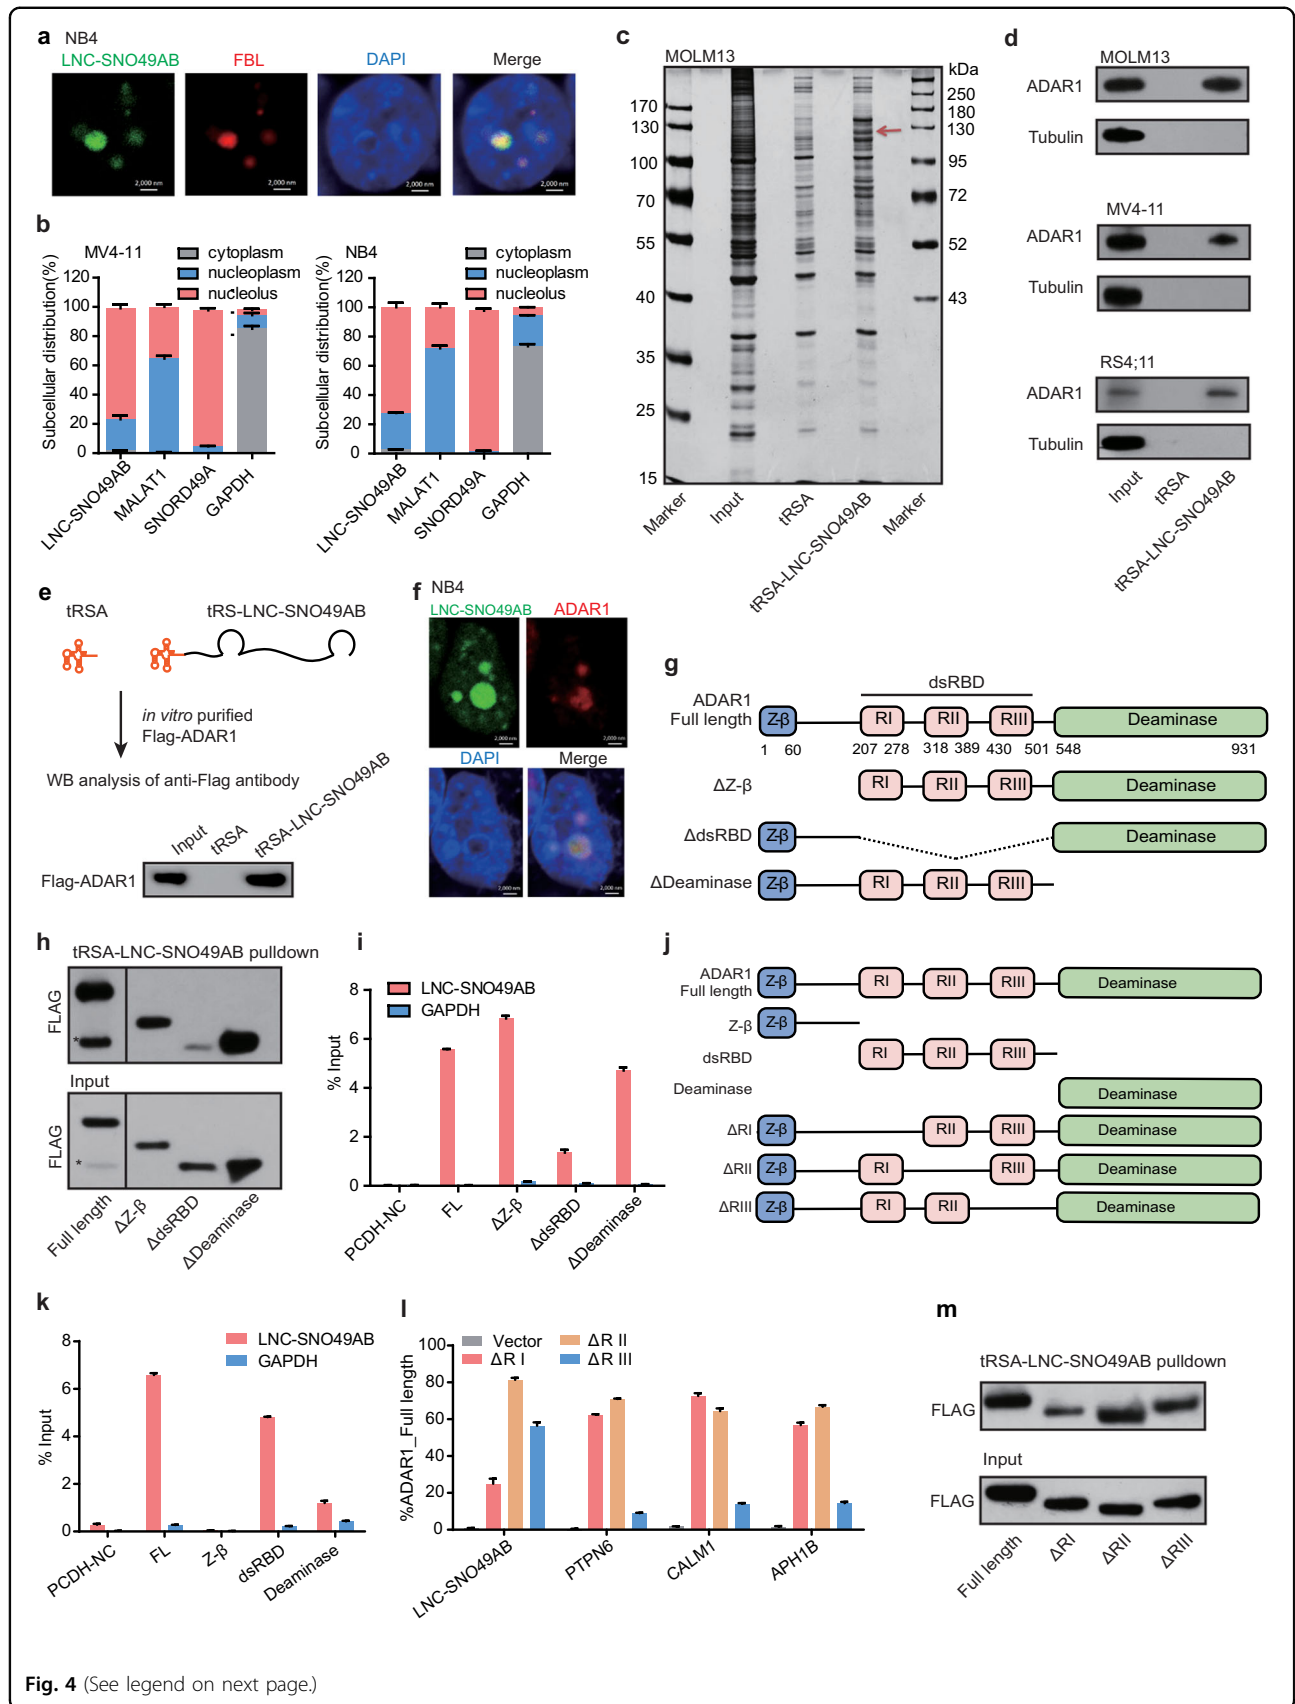 a NB4
LNC-SNO49AB FBL DAPI Merge
2,000 nm 2,000 nm 2,000 nm 2,000 nm
b MV4-11
cytoplasm
nucleoplasm
nucleolus
Subcellular distribution(%)
120
100
80
60
40
20
0
LNC-SNO49AB MALAT1 SNORD49A GAPDH
NB4
cytoplasm
nucleoplasm
nucleolus
Subcellular distribution(%)
120
100
80
60
40
20
0
LNC-SNO49AB MALAT1 SNORD49A GAPDH
c
MOLM13
170
130
100
70
55
40
35
25
15
kDa
250
180
130
95
72
52
43
Marker Input tRSA tRSA-LNC-SNO49AB Marker
d
MOLM13
ADAR1
Tubulin
MV4-11
ADAR1
Tubulin
RS4;11
ADAR1
Tubulin
Input tRSA tRSA-LNC-SNO49AB
e
tRSA tRS-LNC-SNO49AB
in vitro purified
Flag-ADAR1
WB analysis of anti-Flag antibody
Input tRSA tRSA-LNC-SNO49AB
Flag-ADAR1
f NB4
LNC-SNO49AB ADAR1
2,000 nm 2,000 nm
DAPI Merge
2,000 nm 2,000 nm
g
dsRBD
ADAR1
Full length
Z-β RI RII RIII Deaminase
1 60 207 278 318 389 430 501 548 931
ΔZ-β RI RII RIII Deaminase
ΔdsRBD Z-β Deaminase
ΔDeaminase Z-β RI RII RIII
h
tRSA-LNC-SNO49AB pulldown
FLAG
*
Input
FLAG
*
Full length ΔZ-β ΔdsRBD ΔDeaminase
i
LNC-SNO49AB
GAPDH
% Input
8
6
4
2
0
PCDH-NC FL ΔZ-β ΔdsRBD ΔDeaminase
j
ADAR1
Full length
Z-β RI RII RIII Deaminase
Z-β Z-β
dsRBD RI RII RIII
Deaminase Deaminase
ΔRI Z-β RII RIII Deaminase
ΔRII Z-β RI RIII Deaminase
ΔRIII Z-β RI RII Deaminase
k
LNC-SNO49AB
GAPDH
% Input
8
6
4
2
0
PCDH-NC FL Z-β dsRBD Deaminase
l
Vector ΔR II
ΔR I ΔR III
%ADAR1_Full length
100
80
60
40
20
0
LNC-SNO49AB PTPN6 CALM1 APH1B
m
tRSA-LNC-SNO49AB pulldown
FLAG
Input
FLAG
Full length ΔRI ΔRII ΔRIII
Fig. 4 (See legend on next page.)